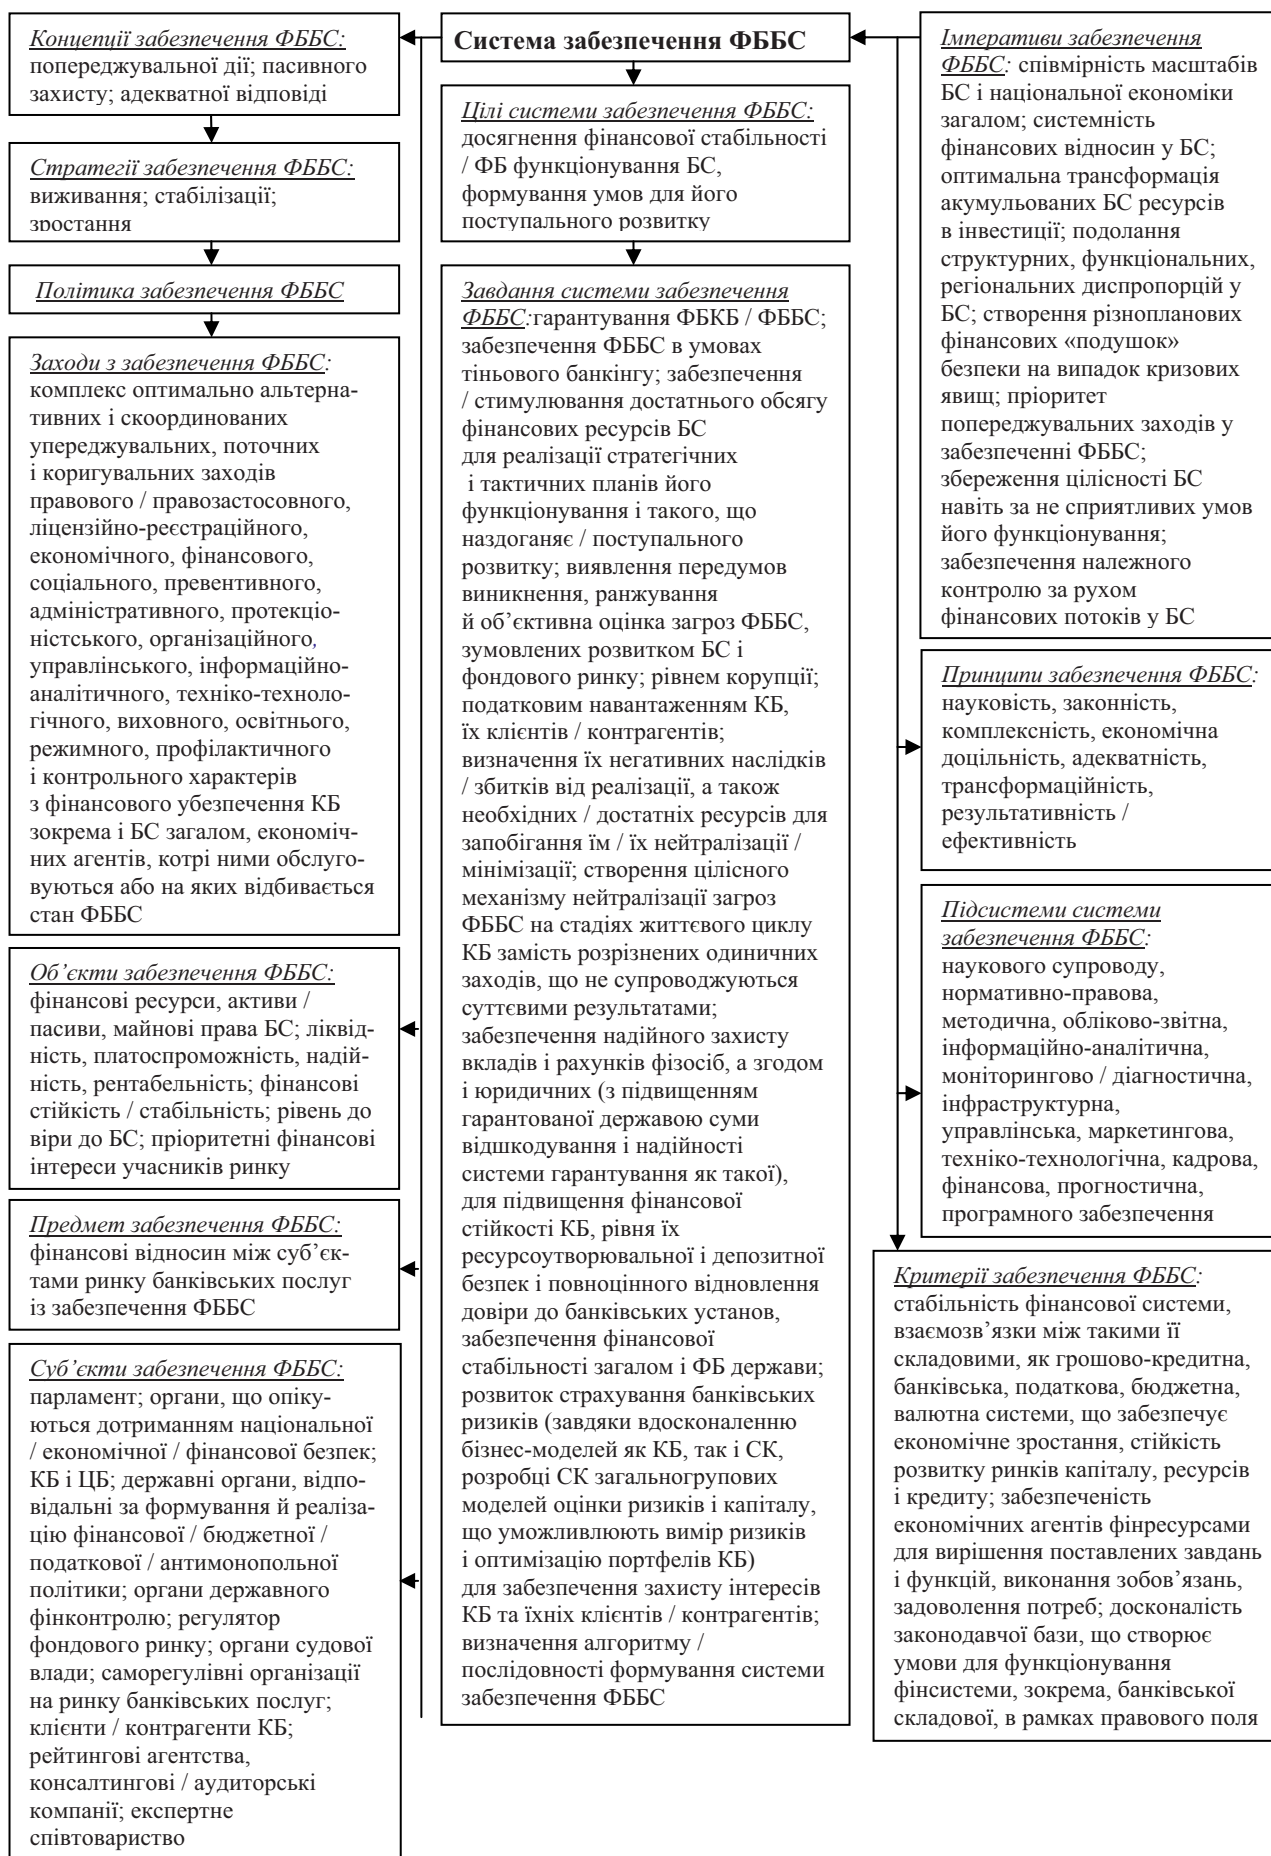 Система забезпечення ФББС
Концепції забезпечення ФББС:
попереджувальної дії; пасивного
захисту; адекватної відповіді
Стратегії забезпечення ФББС:
виживання; стабілізації;
зростання
Політика забезпечення ФББС
Заходи з забезпечення ФББС:
комплекс оптимально альтерна-
тивних і скоординованих
упереджувальних, поточних
і коригувальних заходів
правового / правозастосовного,
ліцензійно-реєстраційного,
економічного, фінансового,
соціального, превентивного,
адміністративного, протекціо-
ністського, організаційного,
управлінського, інформаційно-
аналітичного, техніко-техноло-
гічного, виховного, освітнього,
режимного, профілактичного
і контрольного характерів
з фінансового убезпечення КБ
зокрема і БС загалом, економіч-
них агентів, котрі ними обслуго-
вуються або на яких відбивається
стан ФББС
Об’єкти забезпечення ФББС:
фінансові ресурси, активи /
пасиви, майнові права БС; ліквід-
ність, платоспроможність, надій-
ність, рентабельність; фінансові
стійкість / стабільність; рівень до
віри до БС; пріоритетні фінансові
інтереси учасників ринку
Предмет забезпечення ФББС:
фінансові відносин між суб’єк-
тами ринку банківських послуг
із забезпечення ФББС
Суб’єкти забезпечення ФББС:
парламент; органи, що опіку-
ються дотриманням національної
/ економічної / фінансової безпек;
КБ і ЦБ; державні органи, відпо-
відальні за формування й реаліза-
цію фінансової / бюджетної /
податкової / антимонопольної
політики; органи державного
фінконтролю; регулятор
фондового ринку; органи судової
влади; саморегулівні організації
на ринку банківських послуг;
клієнти / контрагенти КБ;
рейтингові агентства,
консалтингові / аудиторські
компанії; експертне
співтовариство
Цілі системи забезпечення ФББС:
досягнення фінансової стабільності
/ ФБ функціонування БС,
формування умов для його
поступального розвитку
Завдання системи забезпечення
ФББС:гарантування ФБКБ / ФББС;
забезпечення ФББС в умовах
тіньового банкінгу; забезпечення
/ стимулювання достатнього обсягу
фінансових ресурсів БС
для реалізації стратегічних
і тактичних планів його
функціонування і такого, що
наздоганяє / поступального
розвитку; виявлення передумов
виникнення, ранжування
й об’єктивна оцінка загроз ФББС,
зумовлених розвитком БС і
фондового ринку; рівнем корупції;
податковим навантаженням КБ,
їх клієнтів / контрагентів;
визначення їх негативних наслідків
/ збитків від реалізації, а також
необхідних / достатніх ресурсів для
запобігання їм / їх нейтралізації /
мінімізації; створення цілісного
механізму нейтралізації загроз
ФББС на стадіях життєвого циклу
КБ замість розрізнених одиничних
заходів, що не супроводжуються
суттєвими результатами;
забезпечення надійного захисту
вкладів і рахунків фізосіб, а згодом
і юридичних (з підвищенням
гарантованої державою суми
відшкодування і надійності
системи гарантування як такої),
для підвищення фінансової
стійкості КБ, рівня їх
ресурсоутворювальної і депозитної
безпек і повноцінного відновлення
довіри до банківських установ,
забезпечення фінансової
стабільності загалом і ФБ держави;
розвиток страхування банківських
ризиків (завдяки вдосконаленню
бізнес-моделей як КБ, так і СК,
розробці СК загальногрупових
моделей оцінки ризиків і капіталу,
що уможливлюють вимір ризиків
і оптимізацію портфелів КБ)
для забезпечення захисту інтересів
КБ та їхніх клієнтів / контрагентів;
визначення алгоритму /
послідовності формування системи
забезпечення ФББС
Імперативи забезпечення
ФББС: співмірність масштабів
БС і національної економіки
загалом; системність
фінансових відносин у БС;
оптимальна трансформація
акумульованих БС ресурсів
в інвестиції; подолання
структурних, функціональних,
регіональних диспропорцій у
БС; створення різнопланових
фінансових «подушок»
безпеки на випадок кризових
явищ; пріоритет
попереджувальних заходів у
забезпеченні ФББС;
збереження цілісності БС
навіть за не сприятливих умов
його функціонування;
забезпечення належного
контролю за рухом
фінансових потоків у БС
Принципи забезпечення ФББС:
науковість, законність,
комплексність, економічна
доцільність, адекватність,
трансформаційність,
результативність /
ефективність
Підсистеми системи
забезпечення ФББС:
наукового супроводу,
нормативно-правова,
методична, обліково-звітна,
інформаційно-аналітична,
моніторингово / діагностична,
інфраструктурна,
управлінська, маркетингова,
техніко-технологічна, кадрова,
фінансова, прогностична,
програмного забезпечення
Критерії забезпечення ФББС:
стабільність фінансової системи,
взаємозв’язки між такими її
складовими, як грошово-кредитна,
банківська, податкова, бюджетна,
валютна системи, що забезпечує
економічне зростання, стійкість
розвитку ринків капіталу, ресурсів
і кредиту; забезпеченість
економічних агентів фінресурсами
для вирішення поставлених завдань
і функцій, виконання зобов’язань,
задоволення потреб; досконалість
законодавчої бази, що створює
умови для функціонування
фінсистеми, зокрема, банківської
складової, в рамках правового поля